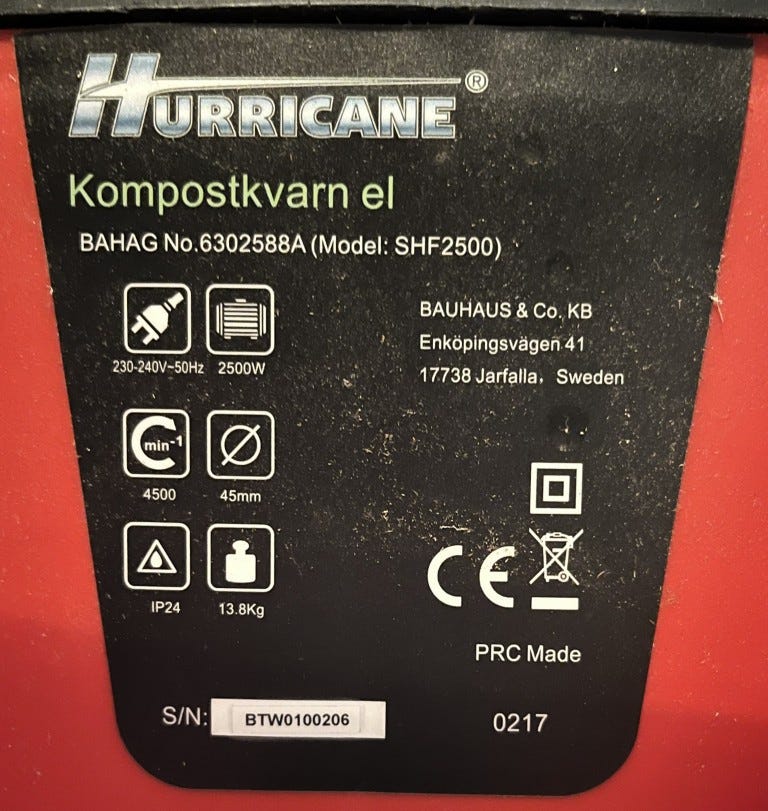 HURRICANE®
Kompostkvarn el
BAHAG No.6302588A (Model: SHF2500)
230-240V~50Hz 2500W
BAUHAUS & Co. KB
Enköpingsvägen 41
17738 Jarfalla, Sweden
min-1
4500 45mm
IP24 13.8Kg
CE
PRC Made
S/N: BTW0100206
0217